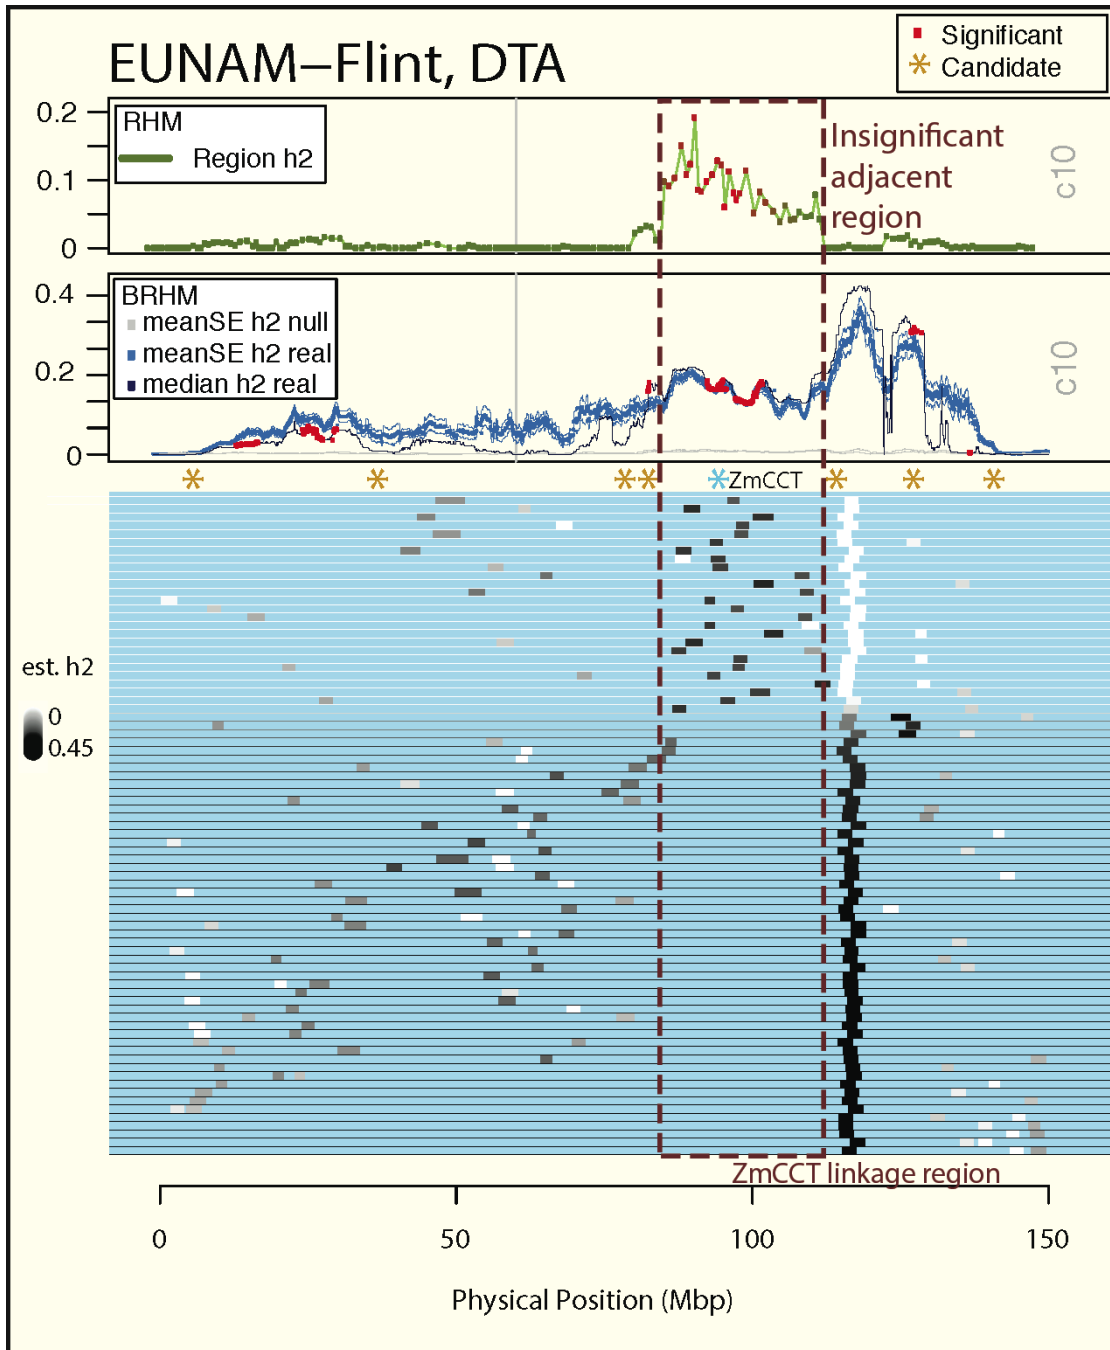 EUNAM–Flint, DTA
Significant
Candidate
0.2
0.1
0
RHM
Region h2
Insignificant
adjacent
region
c10
0.4
0.2
0
BRHM
meanSE h2 null
meanSE h2 real
median h2 real
c10
ZmCCT
est. h2
0
0.45
ZmCCT linkage region
0
50
100
150
Physical Position (Mbp)